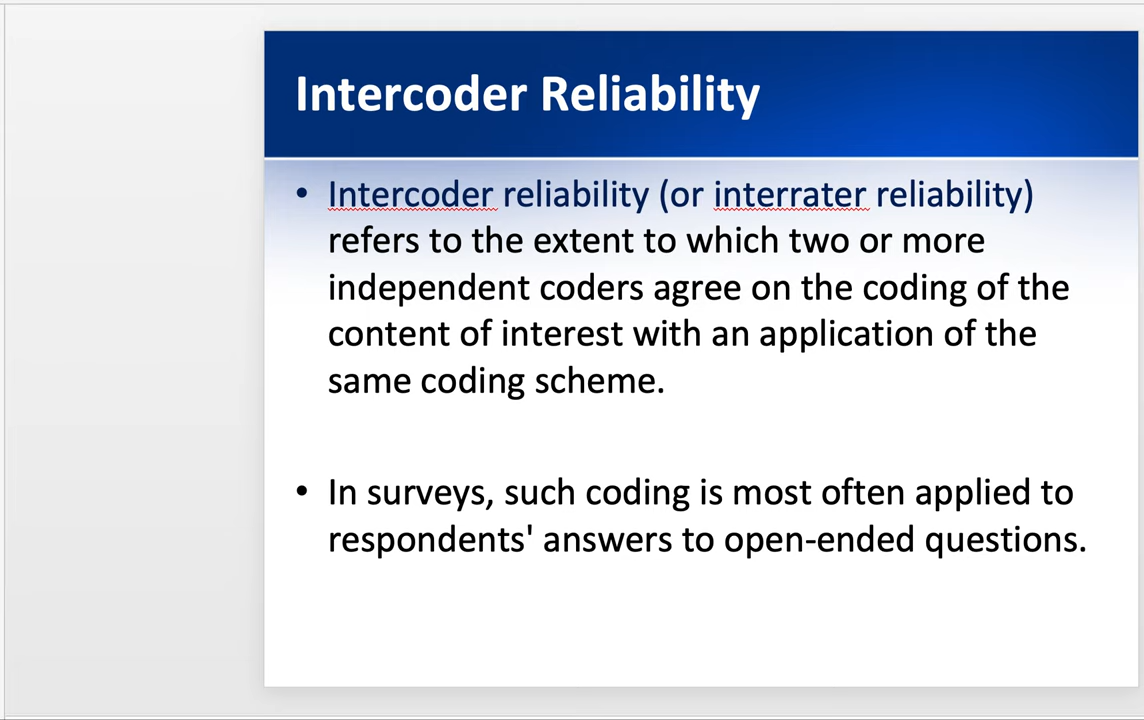 Intercoder Reliability
• Intercoder reliability (or interrater reliability)
refers to the extent to which two or more
independent coders agree on the coding of the
content of interest with an application of the
same coding scheme.
• In surveys, such coding is most often applied to
respondents' answers to open-ended questions.